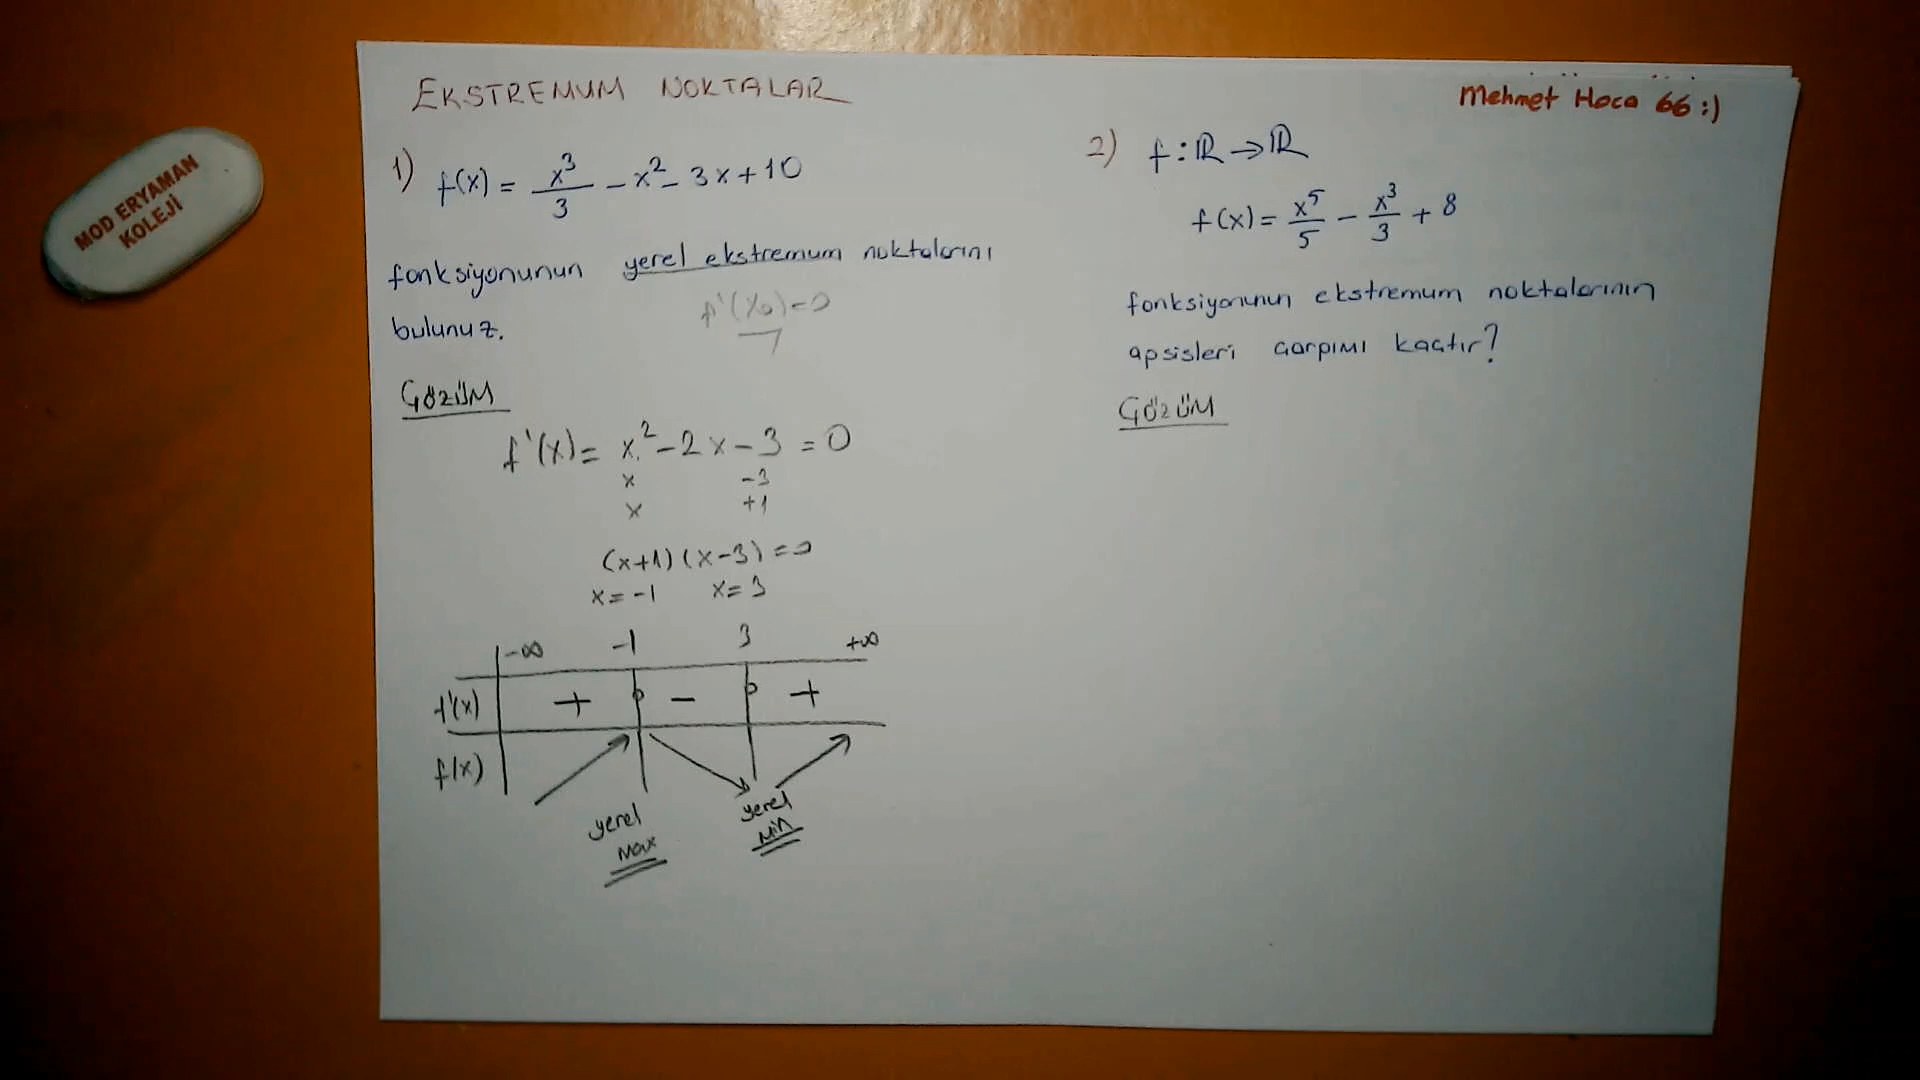 MOD ERYAMAN
KOLEJİ
EKSTREMUM NOKTALAR
Mehmet Hoca 66 :)
1) f(x) = x³/3 - x² - 3x + 10
fonksiyonunun yerel ekstremum noktalarını
bulunuz.
f'(x₀) = 0
ÇÖZÜM
f'(x) = x² - 2x - 3 = 0
x -3
x +1
(x+1) (x-3) = 0
x = -1 x = 3
-∞ -1 3 +∞
f'(x) + 0 - 0 +
f(x)
yerel
Max
yerel
Min
2) f : ℝ → ℝ
f(x) = x⁵/5 - x³/3 + 8
fonksiyonunun ekstremum noktalarının
apsisleri çarpımı kaçtır?
ÇÖZÜM